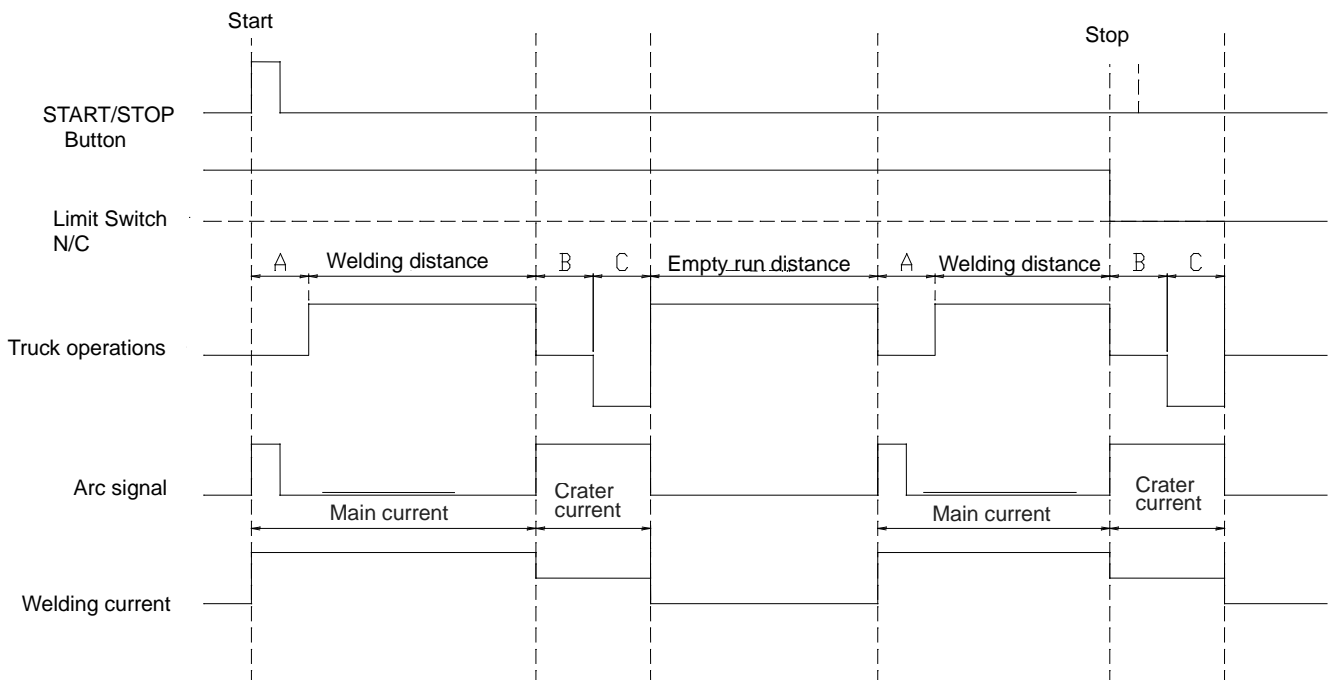 Start
Stop
START/STOP
Button
Limit Switch
N/C
A
Welding distance
B
C
Empty run distance
A
Welding distance
B
C
Truck operations
Arc signal
Main current
Crater
current
Main current
Crater
current
Welding current